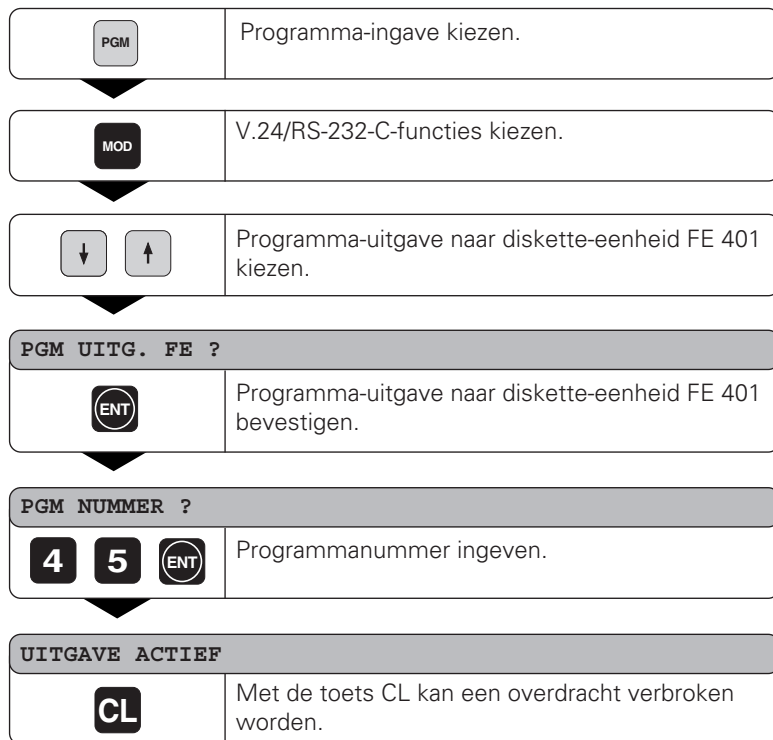 PGM
Programma-ingave kiezen.
MOD
V.24/RS-232-C-functies kiezen.
Programma-uitgave naar diskette-eenheid FE 401
kiezen.
PGM UITG. FE ?
ENT
Programma-uitgave naar diskette-eenheid FE 401
bevestigen.
PGM NUMMER ?
4 5 ENT
Programmanummer ingeven.
UITGAVE ACTIEF
CL
Met de toets CL kan een overdracht verbroken
worden.